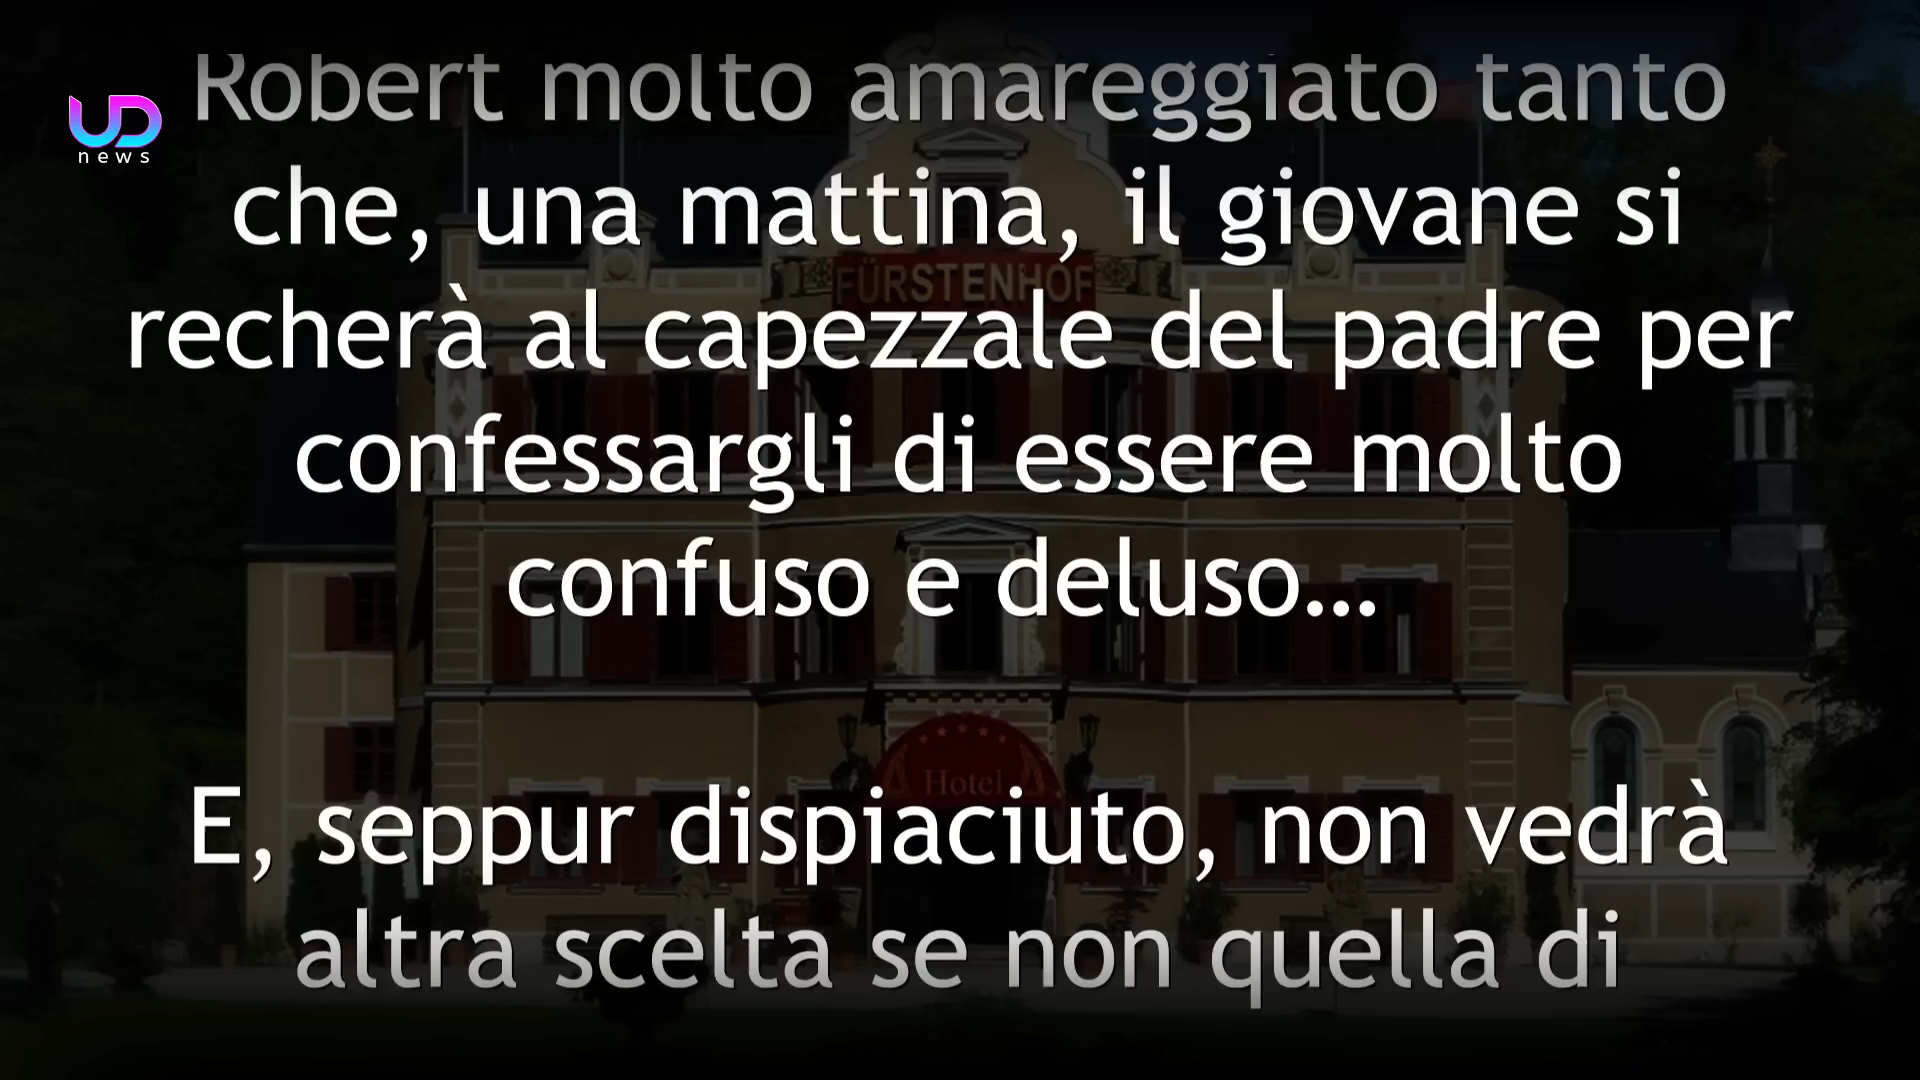 Robert molto amareggiato tanto
UD
news
che, una mattina, il giovane si
FÜRSTENHOF
recherà al capezzale del padre per
confessargli di essere molto
confuso e deluso...
Hotel
E, seppur dispiaciuto, non vedrà
altra scelta se non quella di